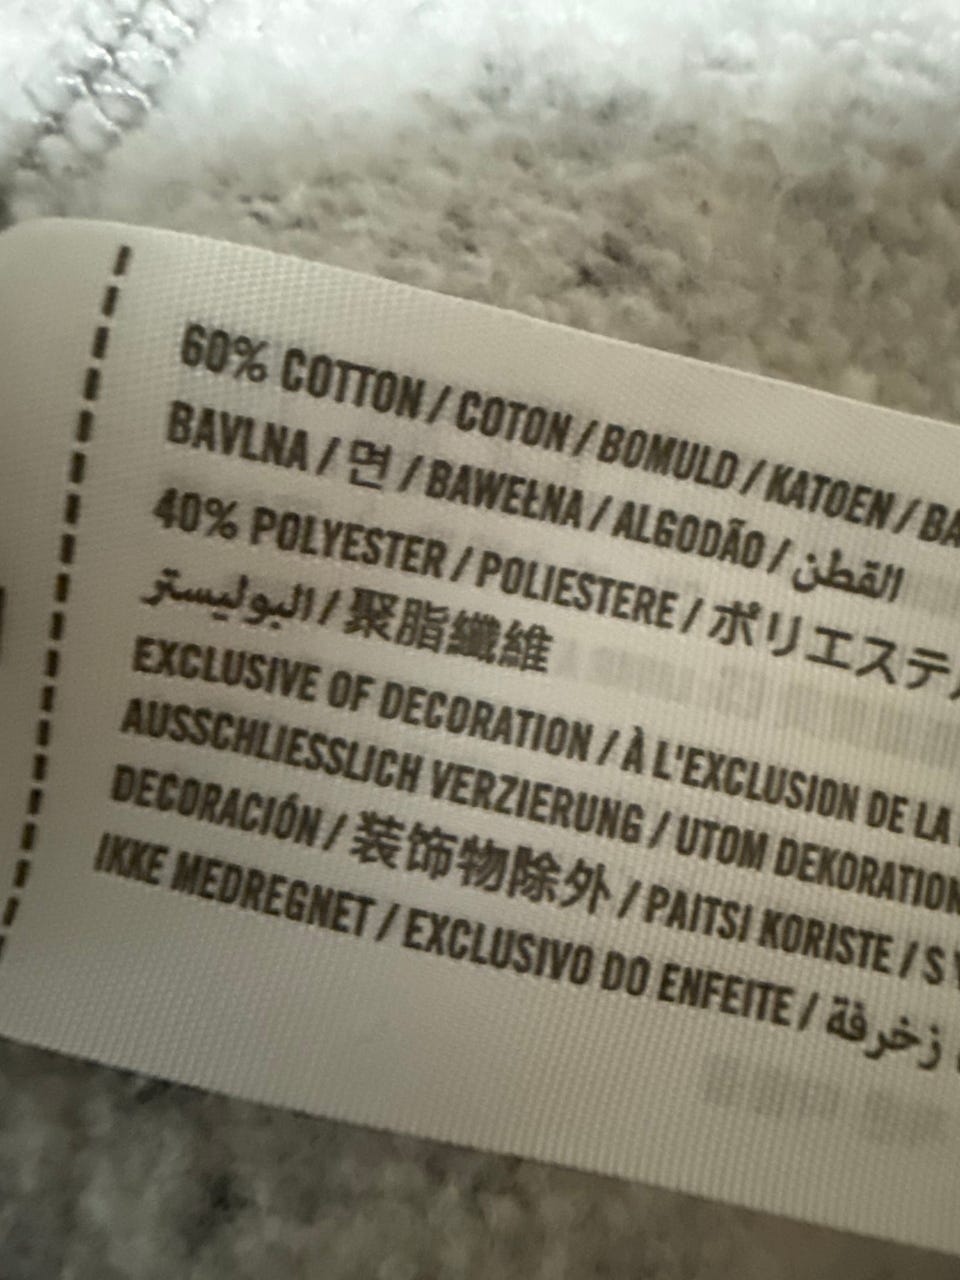 60% COTTON / COTON / BOMULD / KATOEN / BA
BAVLNA / 면 / BAWEŁNA / ALGODÃO / القطن
40% POLYESTER / POLIESTERE / ポリエステ
البوليستر / 聚脂纖維
EXCLUSIVE OF DECORATION / À L'EXCLUSION DE LA
AUSSCHLIESSLICH VERZIERUNG / UTOM DEKORATION
DECORACIÓN / 装饰物除外 / PAITSI KORISTE / S V
IKKE MEDREGNET / EXCLUSIVO DO ENFEITE / زخرفة